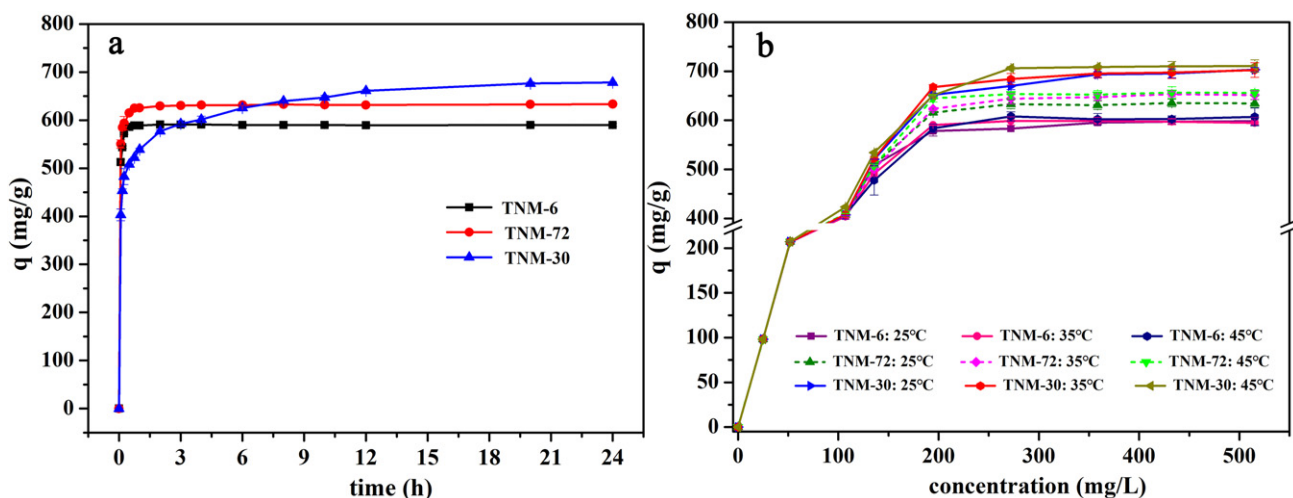 a
q (mg/g)
800
700
600
500
400
300
200
100
0
TNM-6
TNM-72
TNM-30
0 3 6 9 12 15 18 21 24
time (h)
b
q (mg/g)
800
700
600
500
400
200
150
100
50
0
TNM-6: 25℃ TNM-6: 35℃ TNM-6: 45℃
TNM-72: 25℃ TNM-72: 35℃ TNM-72: 45℃
TNM-30: 25℃ TNM-30: 35℃ TNM-30: 45℃
0 100 200 300 400 500
concentration (mg/L)